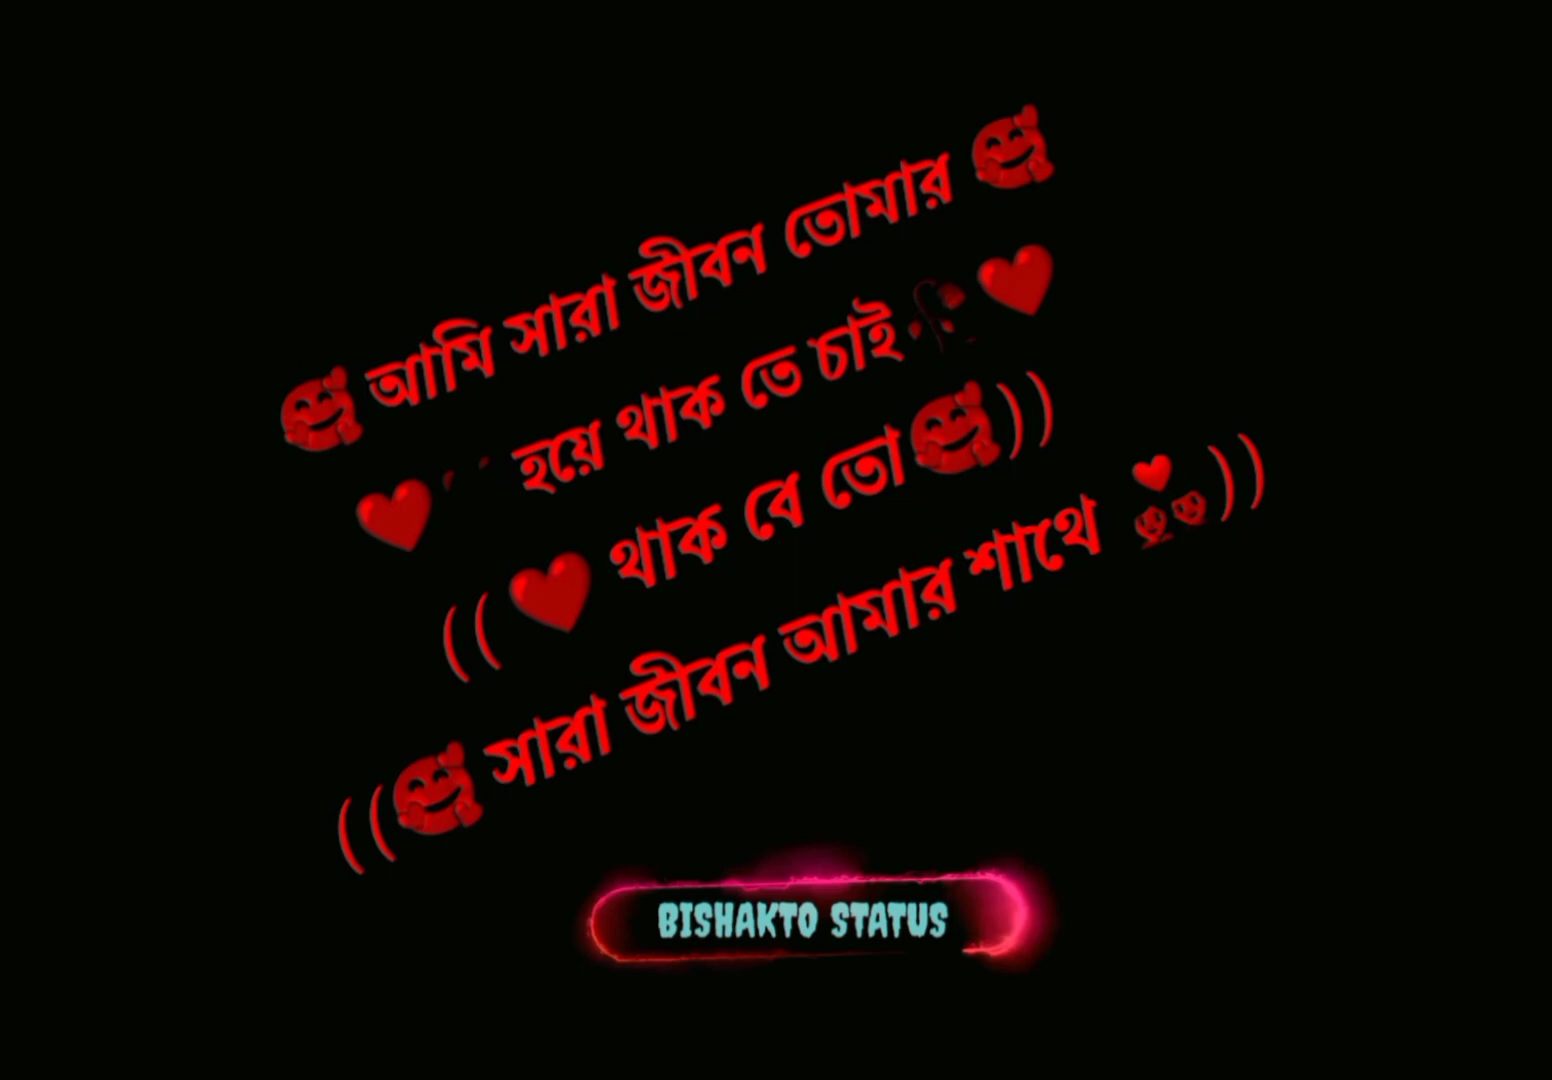 🥰 আমি সারা জীবন তোমার 🥰
❤️ হয়ে থাক তে চাই 🥀❤️
((❤️ থাক বে তো🥰))
((🥰 সারা জীবন আমার শাথে 💑))
BISHAKTO STATUS